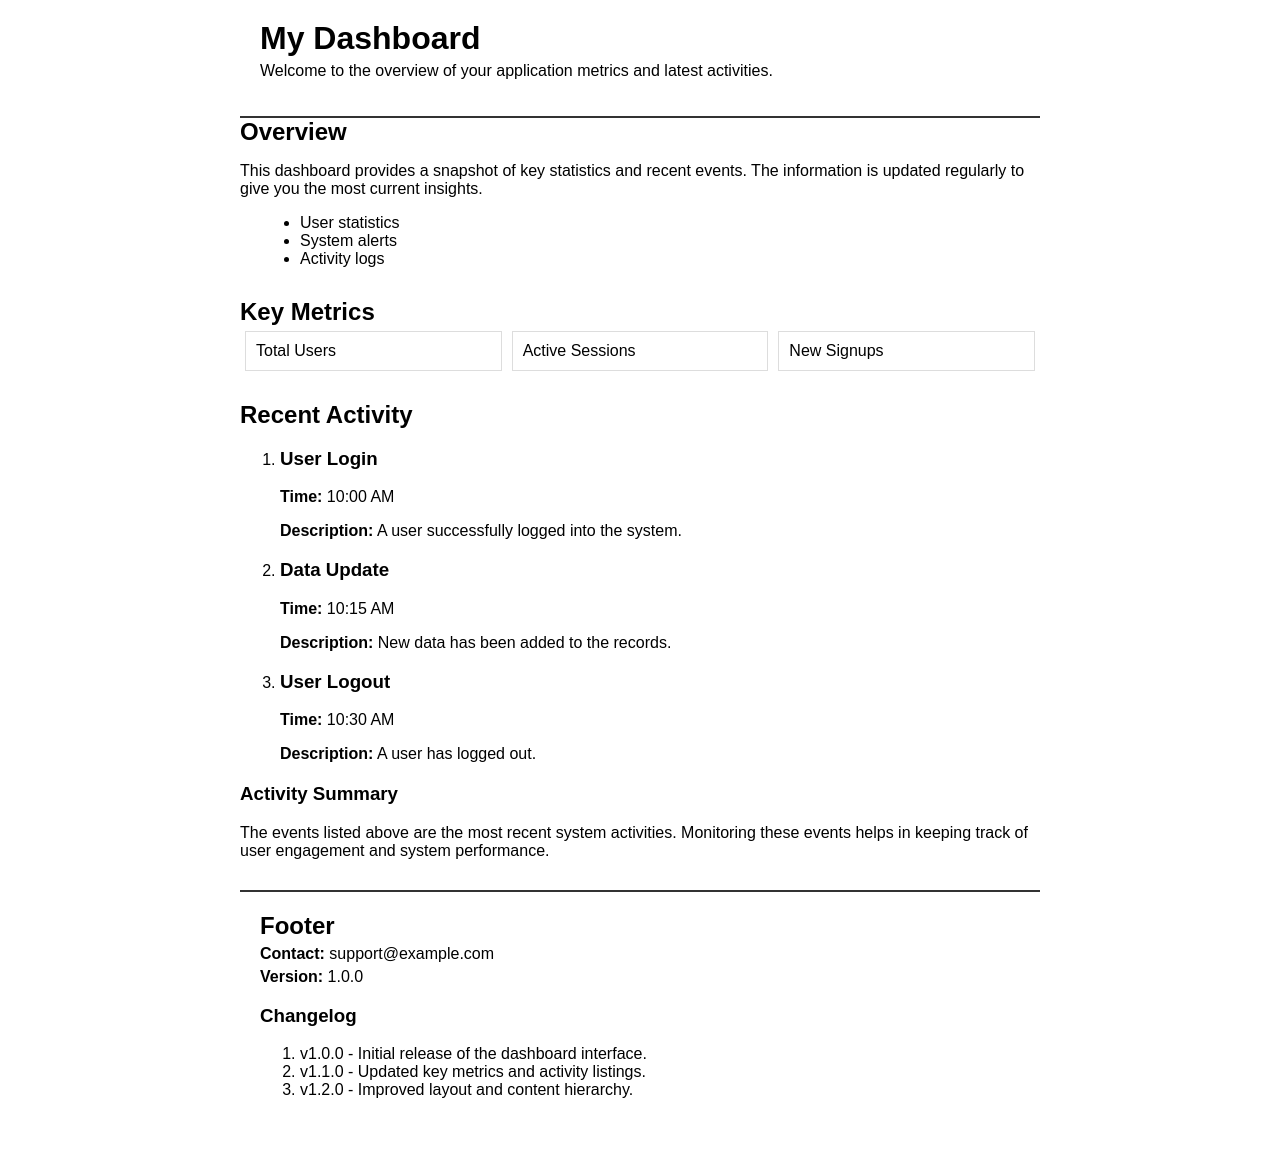 My Dashboard
Welcome to the overview of your application metrics and latest activities.
Overview
This dashboard provides a snapshot of key statistics and recent events. The information is updated regularly to
give you the most current insights.
• User statistics
• System alerts
• Activity logs
Key Metrics
Total Users
Active Sessions
New Signups
Recent Activity
1. User Login
Time: 10:00 AM
Description: A user successfully logged into the system.
2. Data Update
Time: 10:15 AM
Description: New data has been added to the records.
3. User Logout
Time: 10:30 AM
Description: A user has logged out.
Activity Summary
The events listed above are the most recent system activities. Monitoring these events helps in keeping track of
user engagement and system performance.
Footer
Contact: support@example.com
Version: 1.0.0
Changelog
1. v1.0.0 - Initial release of the dashboard interface.
2. v1.1.0 - Updated key metrics and activity listings.
3. v1.2.0 - Improved layout and content hierarchy.